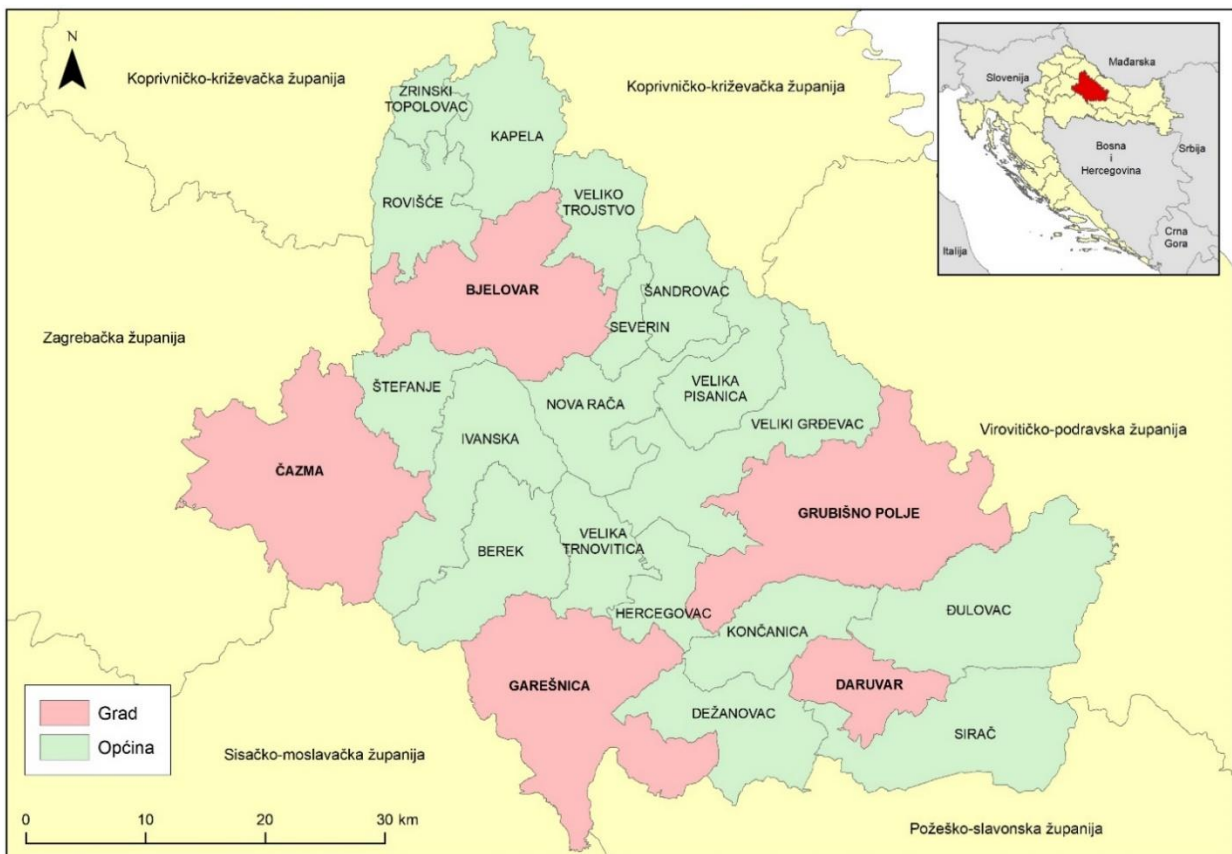 N
Koprivničko-križevačka županija
Koprivničko-križevačka županija
Slovenija
Mađarska
Bosna
i
Hercegovina
Srbija
Crna
Gora
Italija
ZRINSKI
TOPOLOVAC
KAPELA
ROVIŠĆE
VELIKO
TROJSTVO
BJELOVAR
ŠANDROVAC
SEVERIN
Zagrebačka županija
ŠTEFANJE
NOVA RAČA
VELIKA
PISANICA
IVANSKA
VELIKI GRĐEVAC
Virovitičko-podravska županija
ČAZMA
GRUBIŠNO POLJE
BEREK
VELIKA
TRNOVITICA
HERCEGOVAC
KONČANICA
ĐULOVAC
GAREŠNICA
DARUVAR
DEŽANOVAC
SIRAČ
Grad
Općina
Sisačko-moslavačka županija
Požeško-slavonska županija
0 10 20 30 km